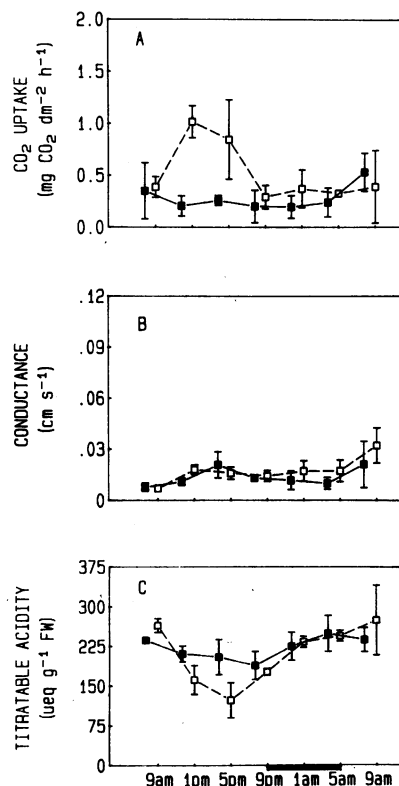 A
CO₂ UPTAKE
(mg CO₂ dm⁻² h⁻¹)
2.0
1.5
1.0
0.5
0.0
B
CONDUCTANCE
(cm s⁻¹)
.12
.09
.06
.03
0
C
TITRATABLE ACIDITY
(ueq g⁻¹ FW)
375
300
225
150
75
0
9am 1pm 5pm 9pm 1am 5am 9am